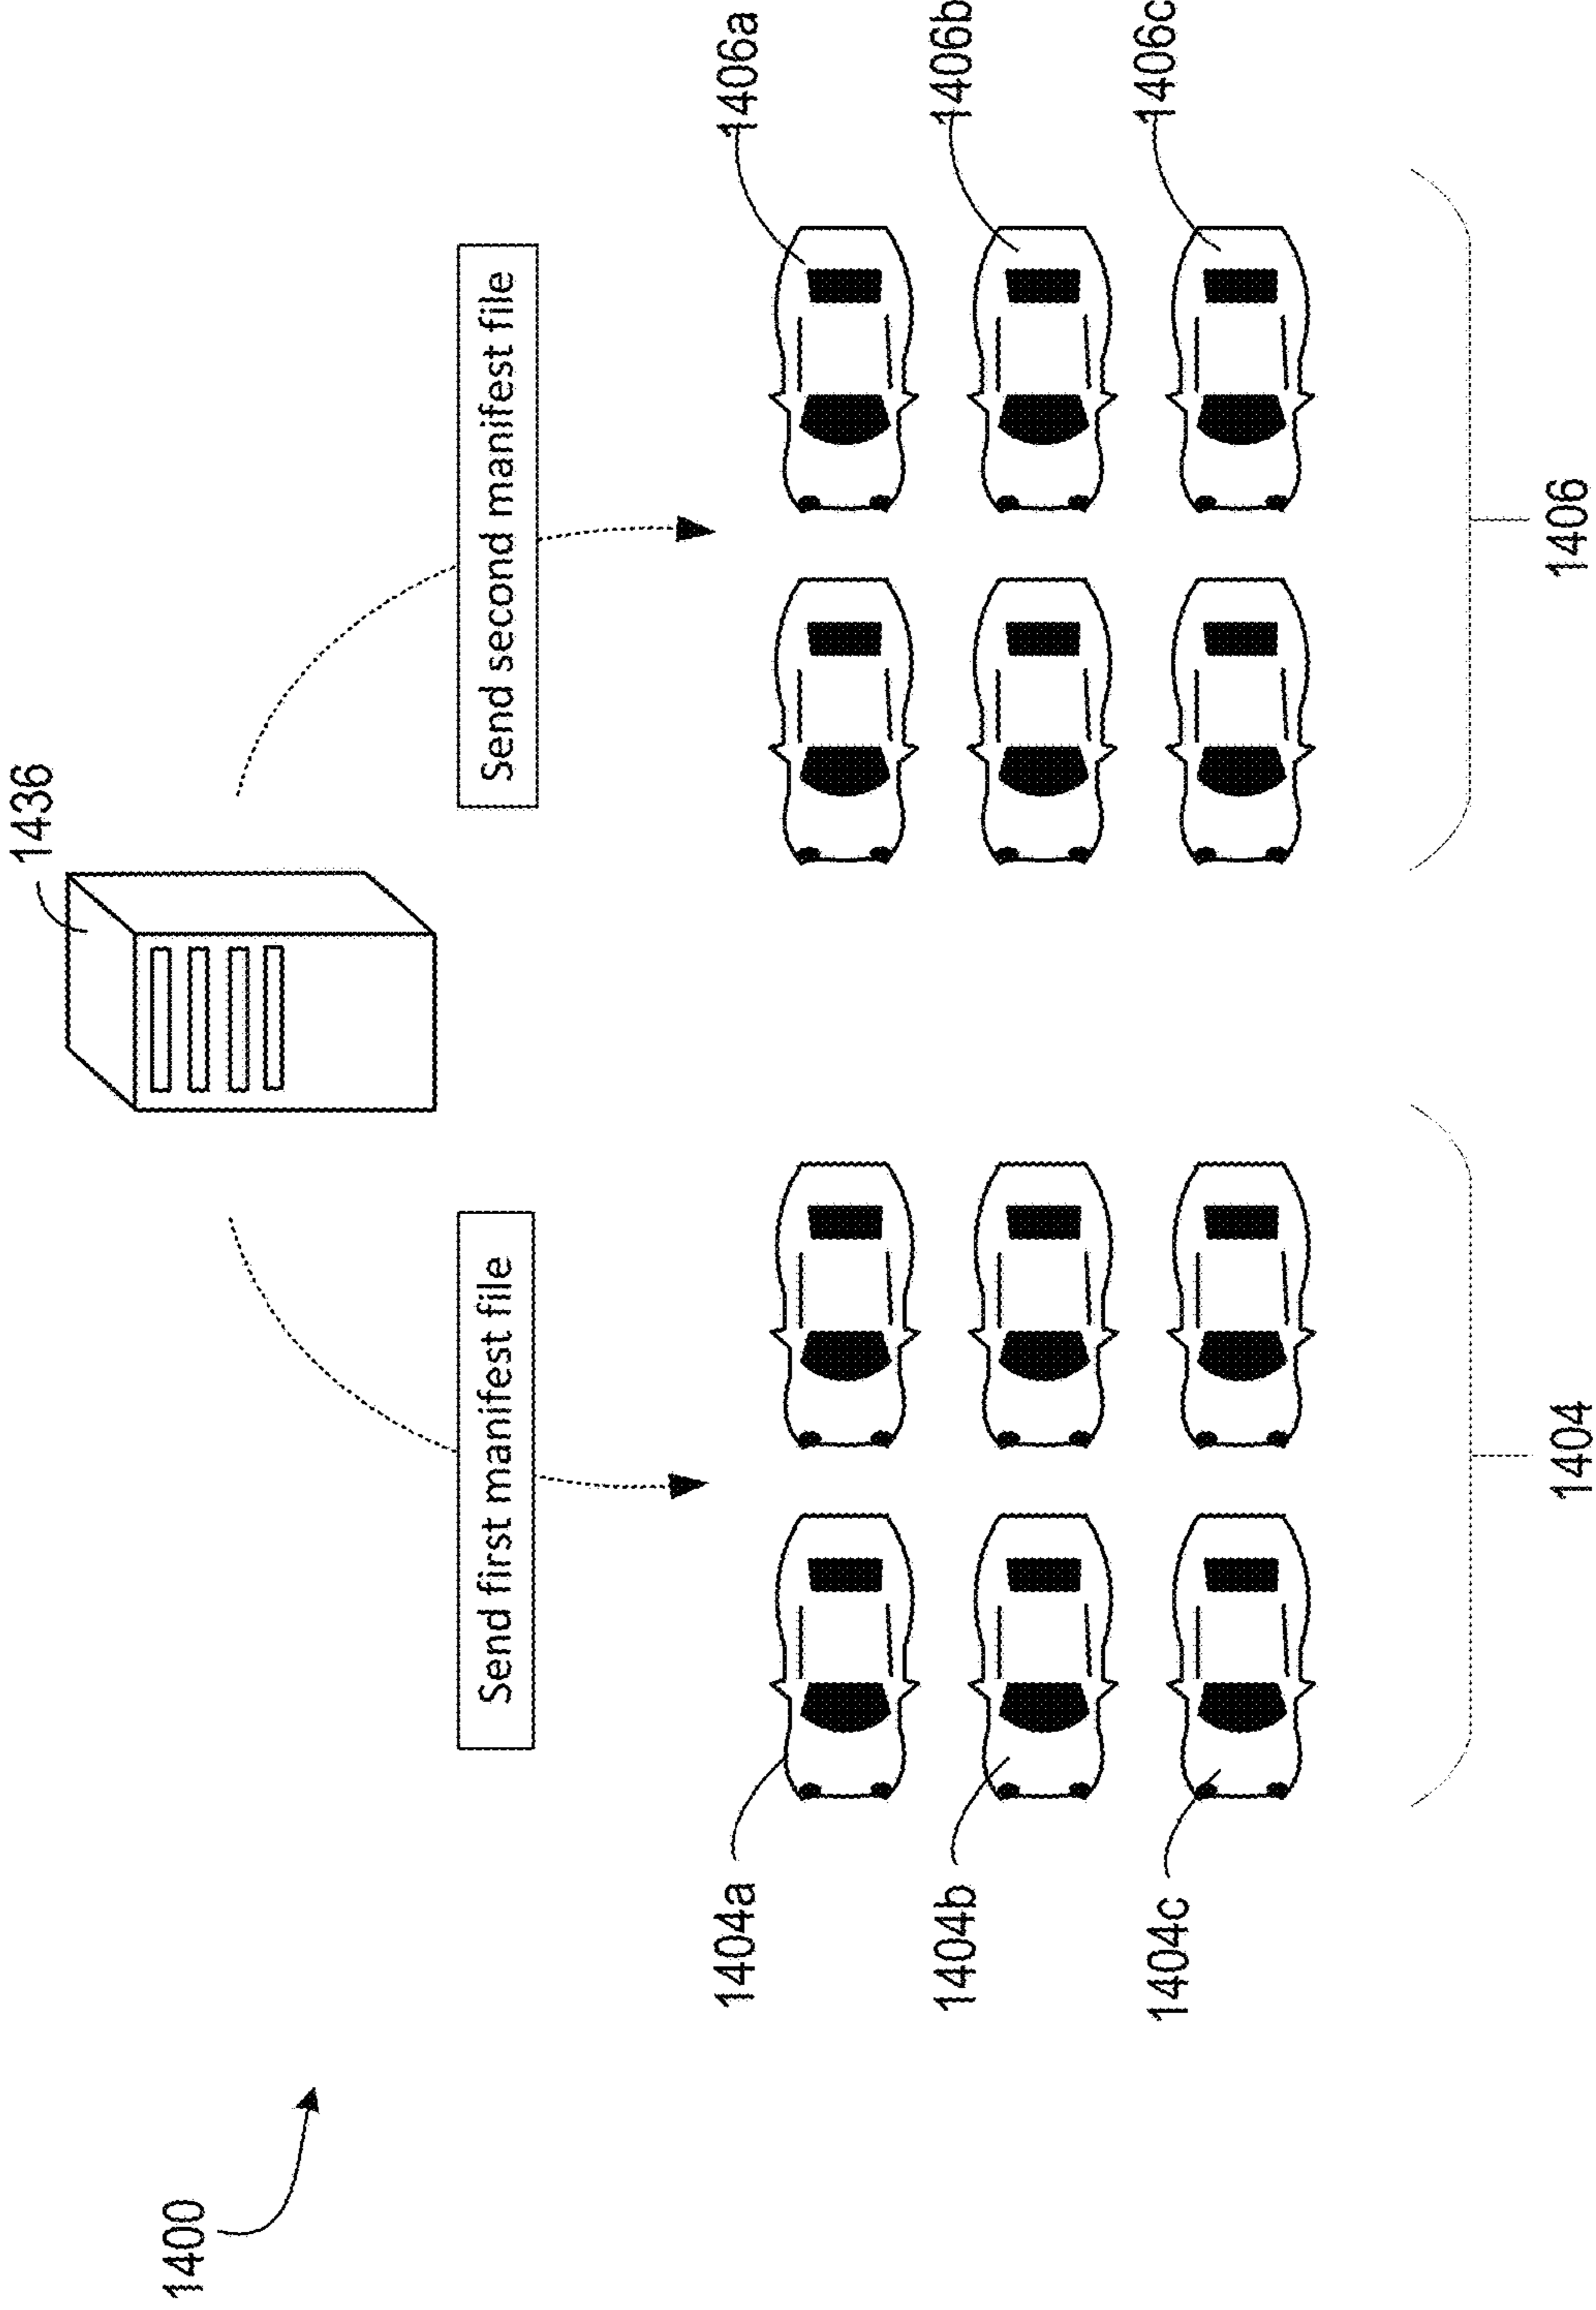 1400
1436
Send first manifest file
Send second manifest file
1404a
1406a
1404b
1406b
1404c
1406c
1404
1406